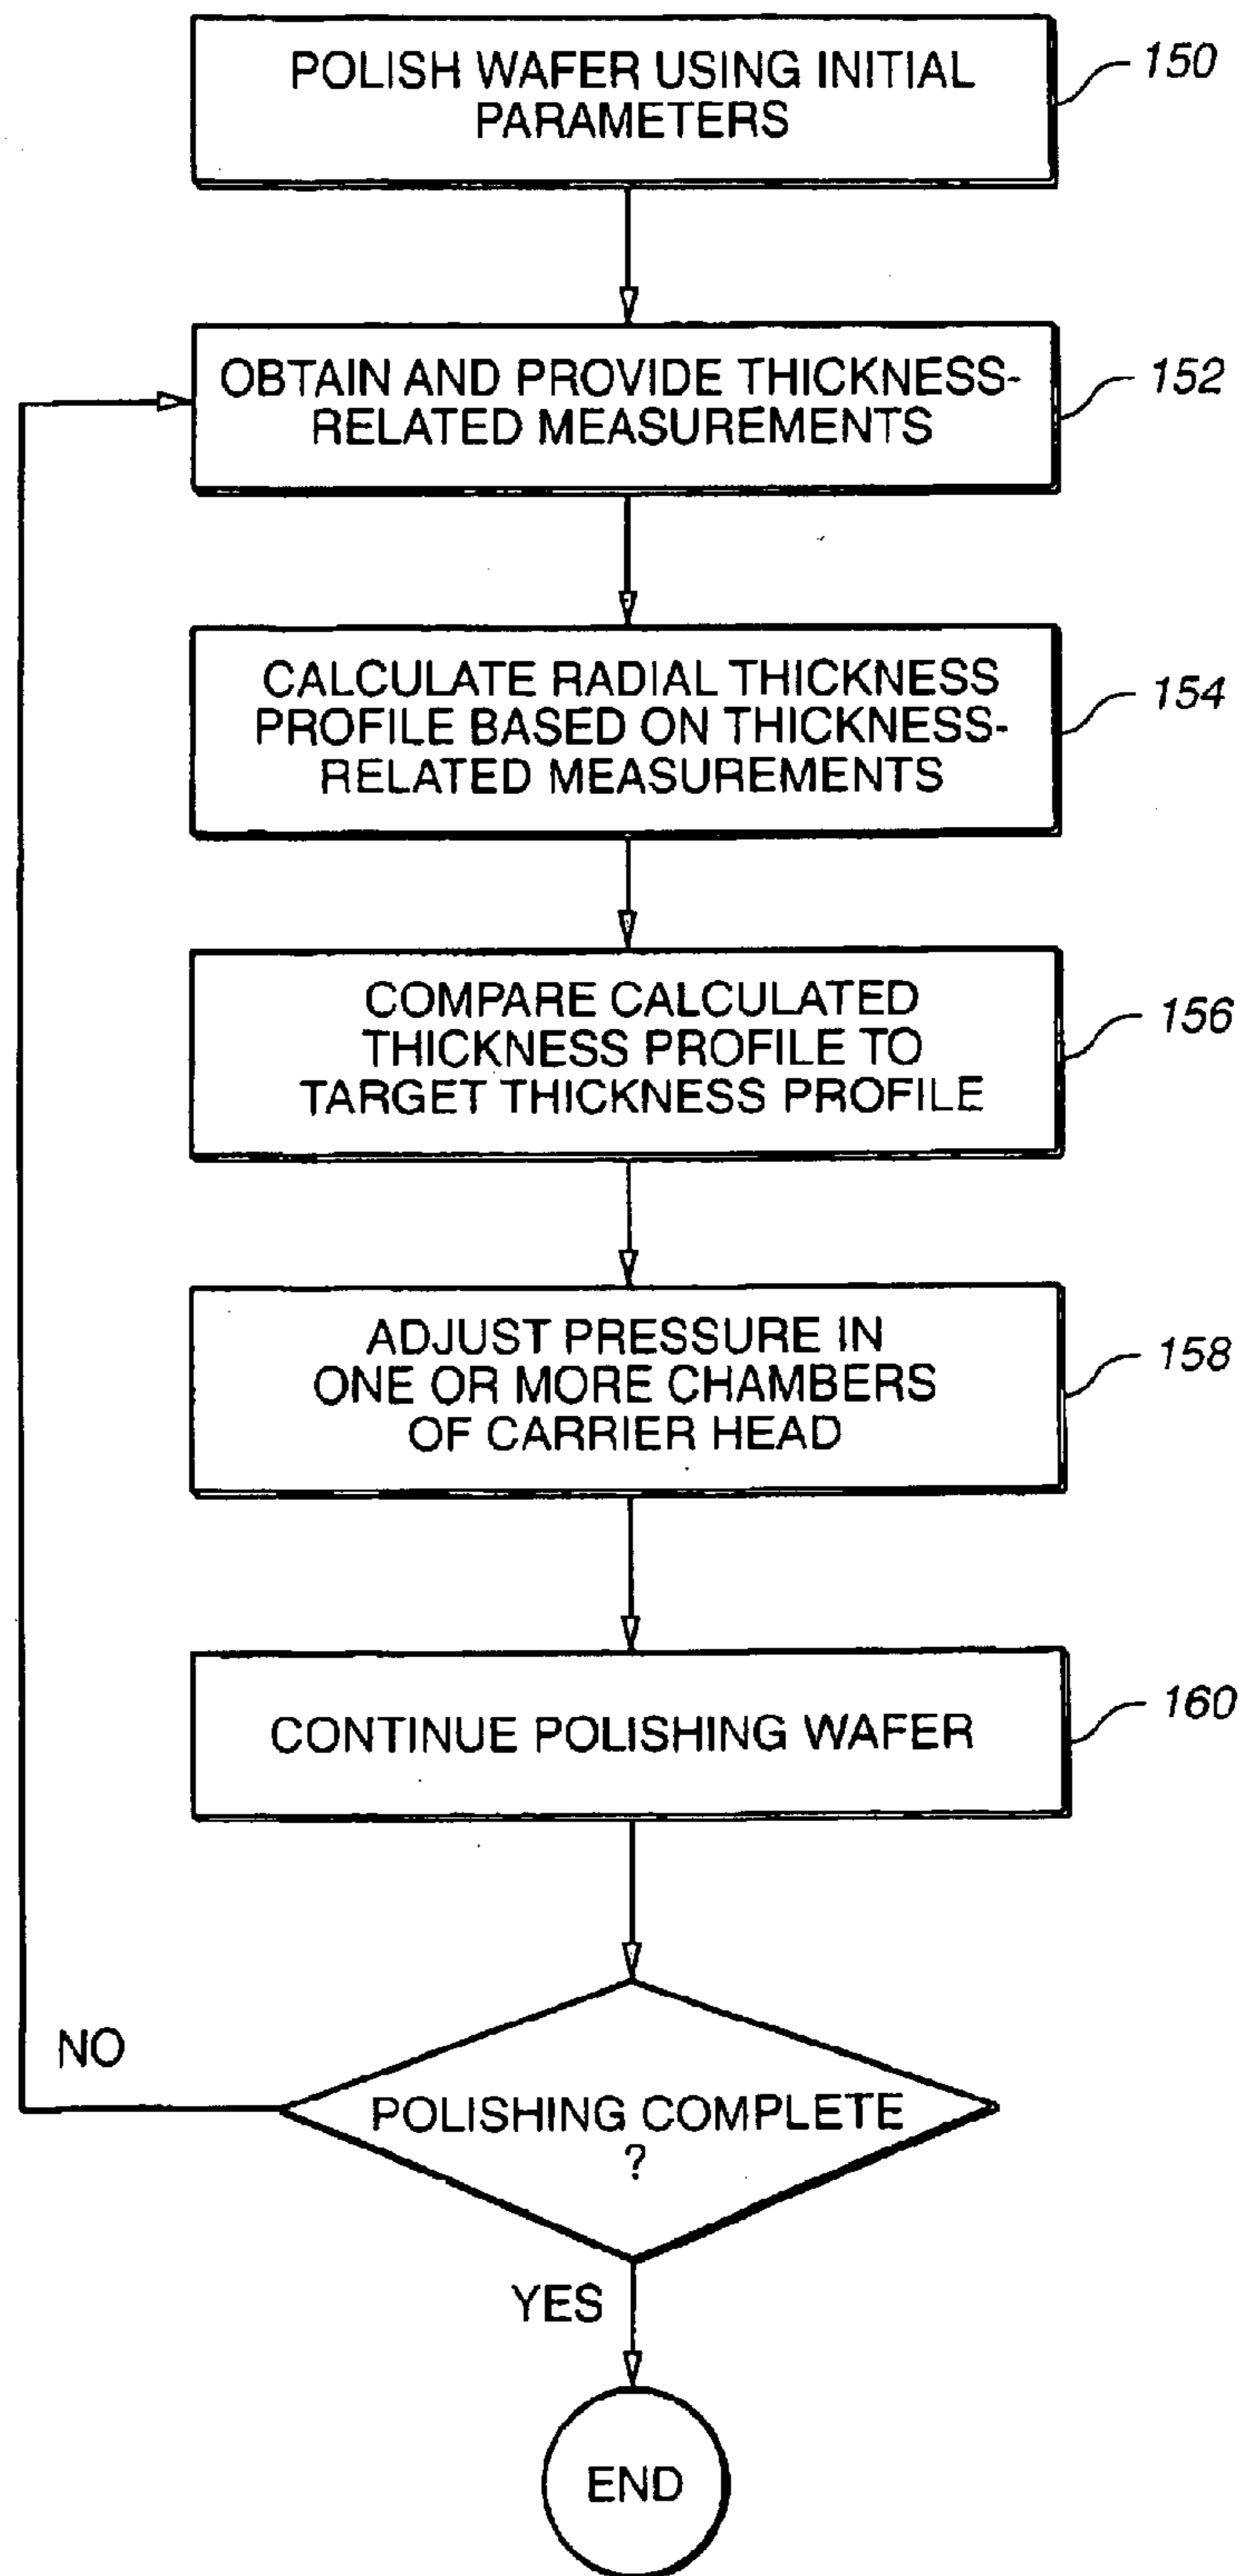 POLISH WAFER USING INITIAL
PARAMETERS
150
OBTAIN AND PROVIDE THICKNESS-
RELATED MEASUREMENTS
152
CALCULATE RADIAL THICKNESS
PROFILE BASED ON THICKNESS-
RELATED MEASUREMENTS
154
COMPARE CALCULATED
THICKNESS PROFILE TO
TARGET THICKNESS PROFILE
156
ADJUST PRESSURE IN
ONE OR MORE CHAMBERS
OF CARRIER HEAD
158
CONTINUE POLISHING WAFER
160
NO
POLISHING COMPLETE
?
YES
END